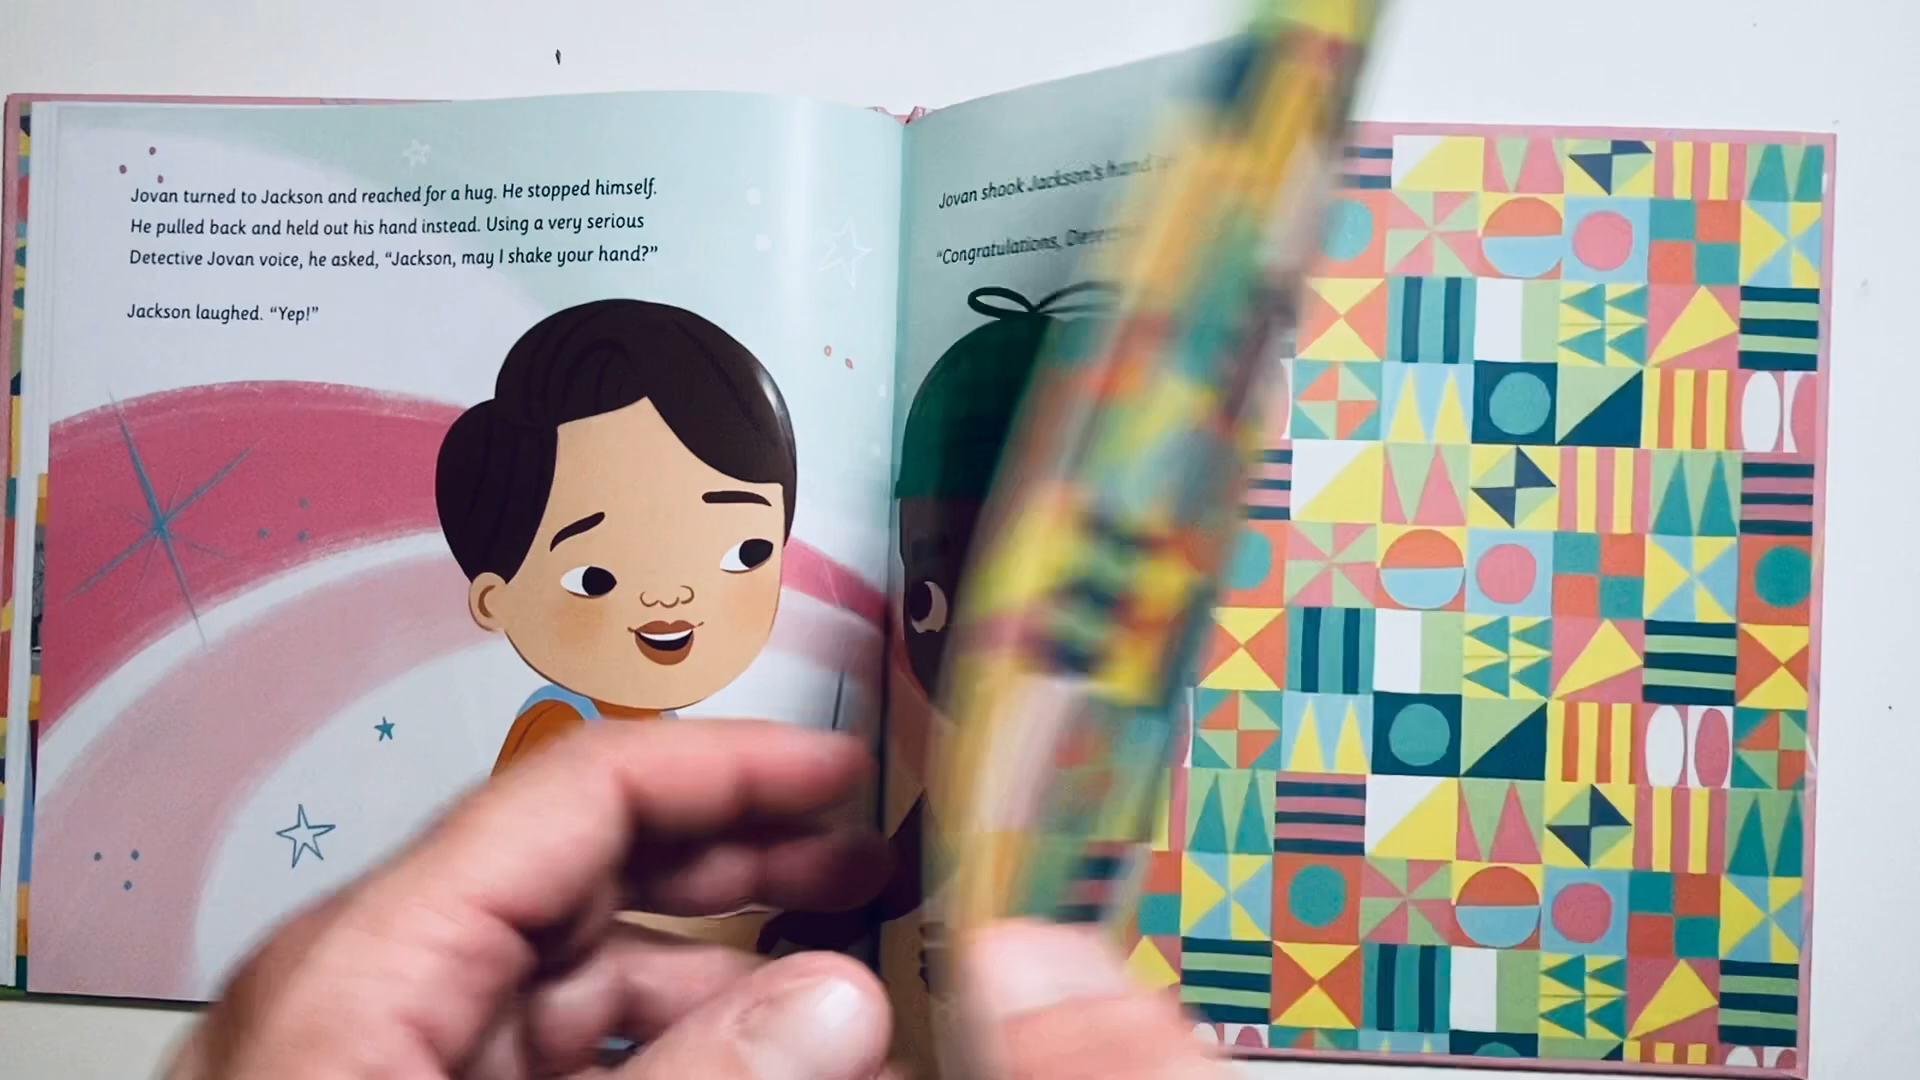 Jovan turned to Jackson and reached for a hug. He stopped himself.
He pulled back and held out his hand instead. Using a very serious
Detective Jovan voice, he asked, “Jackson, may I shake your hand?”
Jackson laughed. “Yep!”
Jovan shook Jackson's hand
“Congratulations,